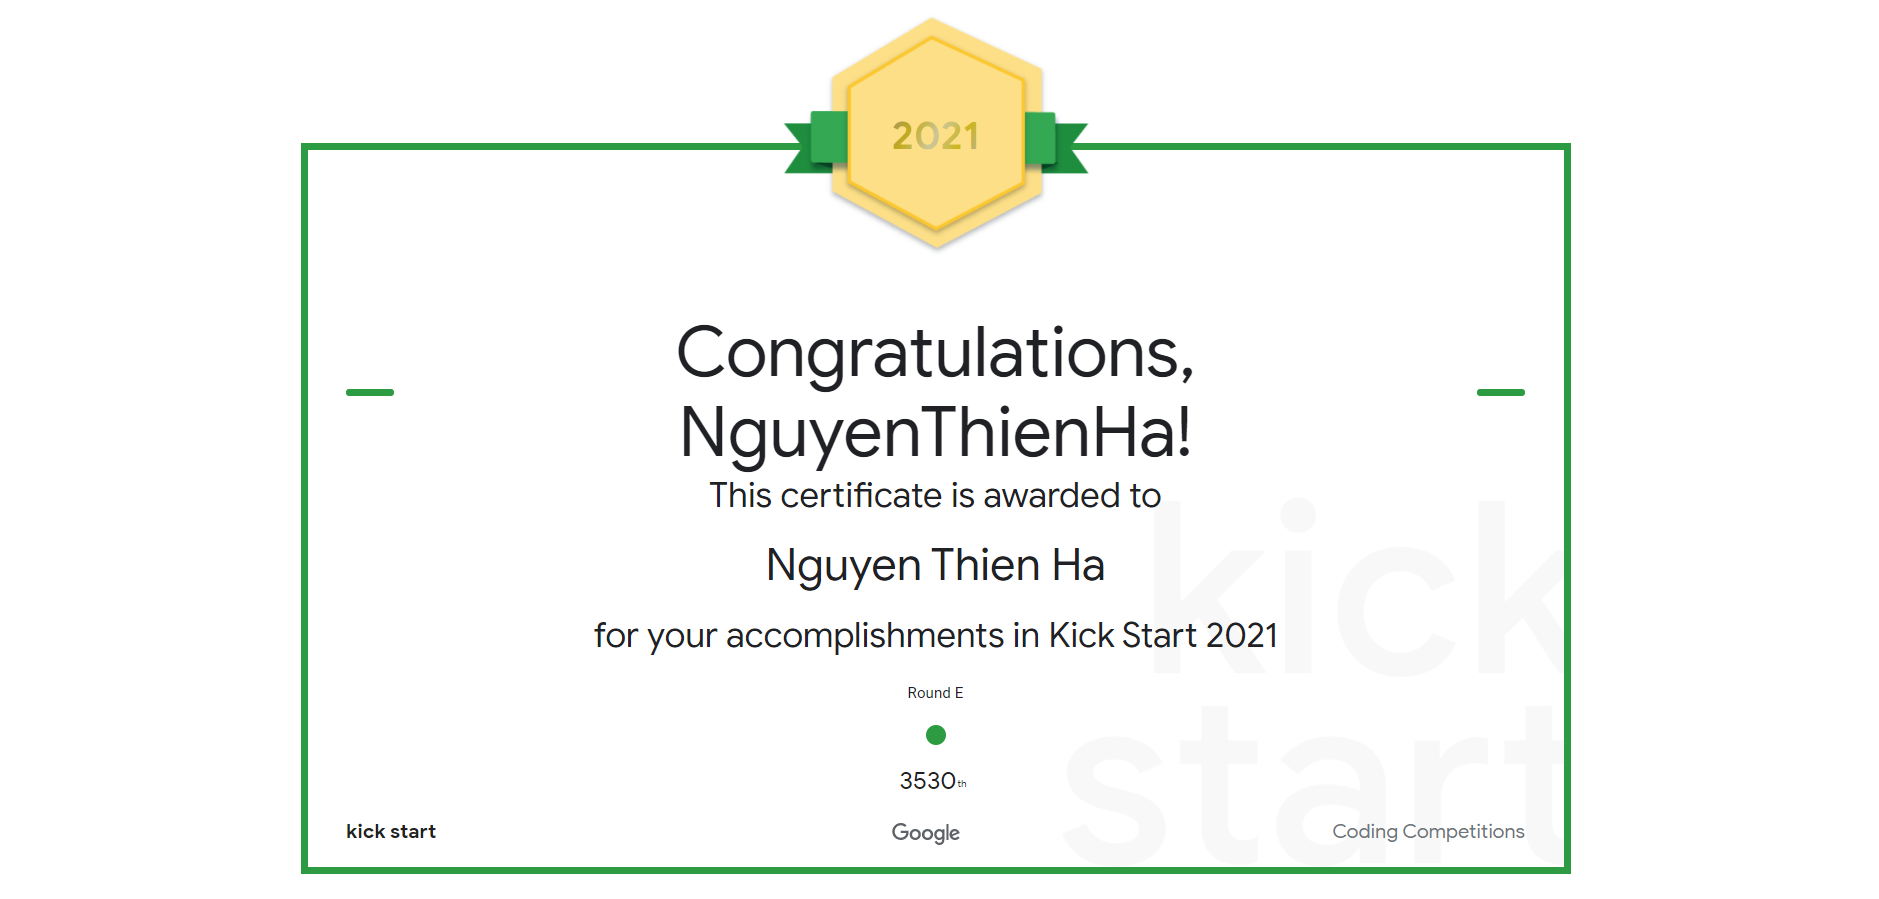 2021
Congratulations,
NguyenThienHa!
This certificate is awarded to
Nguyen Thien Ha
for your accomplishments in Kick Start 2021
kick
start
Round E
3530th
kick start
Google
Coding Competitions